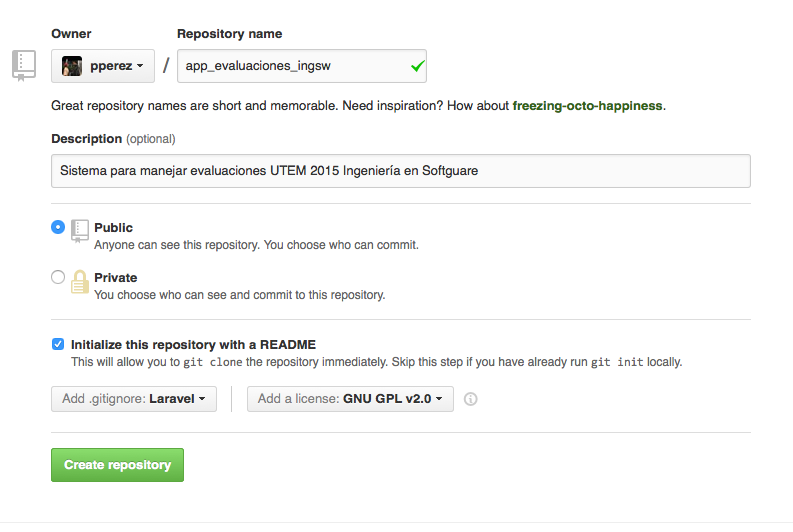 Owner Repository name
pperez / app_evaluaciones_ingsw
Great repository names are short and memorable. Need inspiration? How about freezing-octo-happiness.
Description (optional)
Sistema para manejar evaluaciones UTEM 2015 Ingeniería en Softguare
Public
Anyone can see this repository. You choose who can commit.
Private
You choose who can see and commit to this repository.
Initialize this repository with a README
This will allow you to git clone the repository immediately. Skip this step if you have already run git init locally.
Add .gitignore: Laravel Add a license: GNU GPL v2.0
Create repository